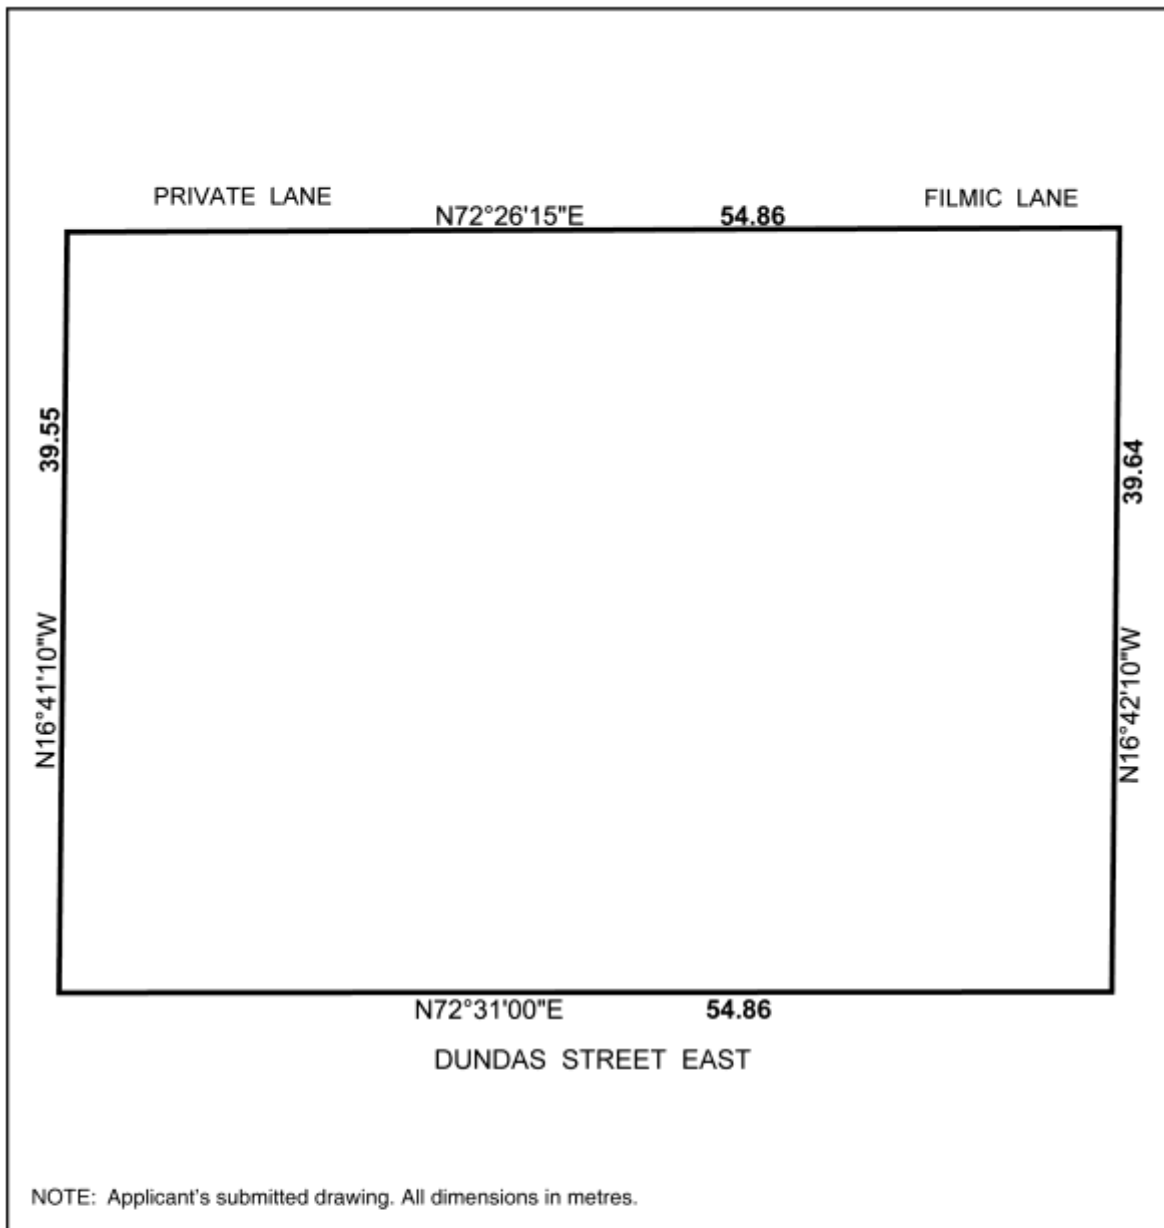 PRIVATE LANE
FILMIC LANE
N72°26'15"E 54.86
39.55
39.64
N16°41'10"W
N16°42'10"W
N72°31'00"E 54.86
DUNDAS STREET EAST
NOTE: Applicant's submitted drawing. All dimensions in metres.